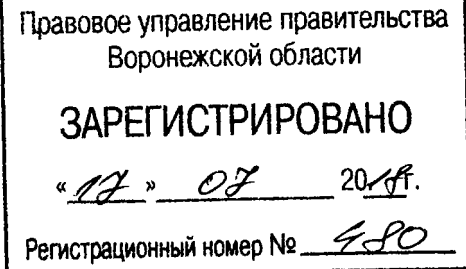 Правовое управление правительства
Воронежской области
ЗАРЕГИСТРИРОВАНО
«17» 07 2018г.
Регистрационный номер № 480